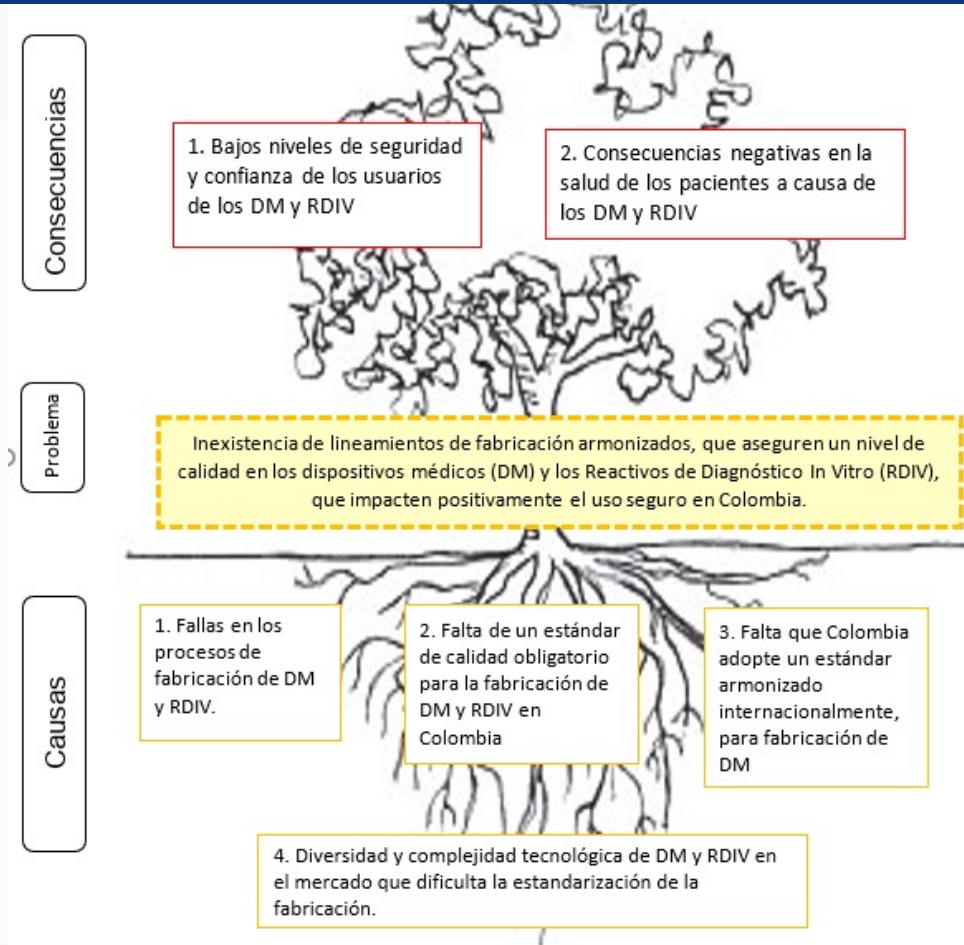 Consecuencias
1. Bajos niveles de seguridad
y confianza de los usuarios
de los DM y RDIV
2. Consecuencias negativas en la
salud de los pacientes a causa de
los DM y RDIV
Problema
Inexistencia de lineamientos de fabricación armonizados, que aseguren un nivel de
calidad en los dispositivos médicos (DM) y los Reactivos de Diagnóstico In Vitro (RDIV),
que impacten positivamente el uso seguro en Colombia.
Causas
1. Fallas en los
procesos de
fabricación de DM
y RDIV.
2. Falta de un estándar
de calidad obligatorio
para la fabricación de
DM y RDIV en
Colombia
3. Falta que Colombia
adopte un estándar
armonizado
internacionalmente,
para fabricación de
DM
4. Diversidad y complejidad tecnológica de DM y RDIV en
el mercado que dificulta la estandarización de la
fabricación.